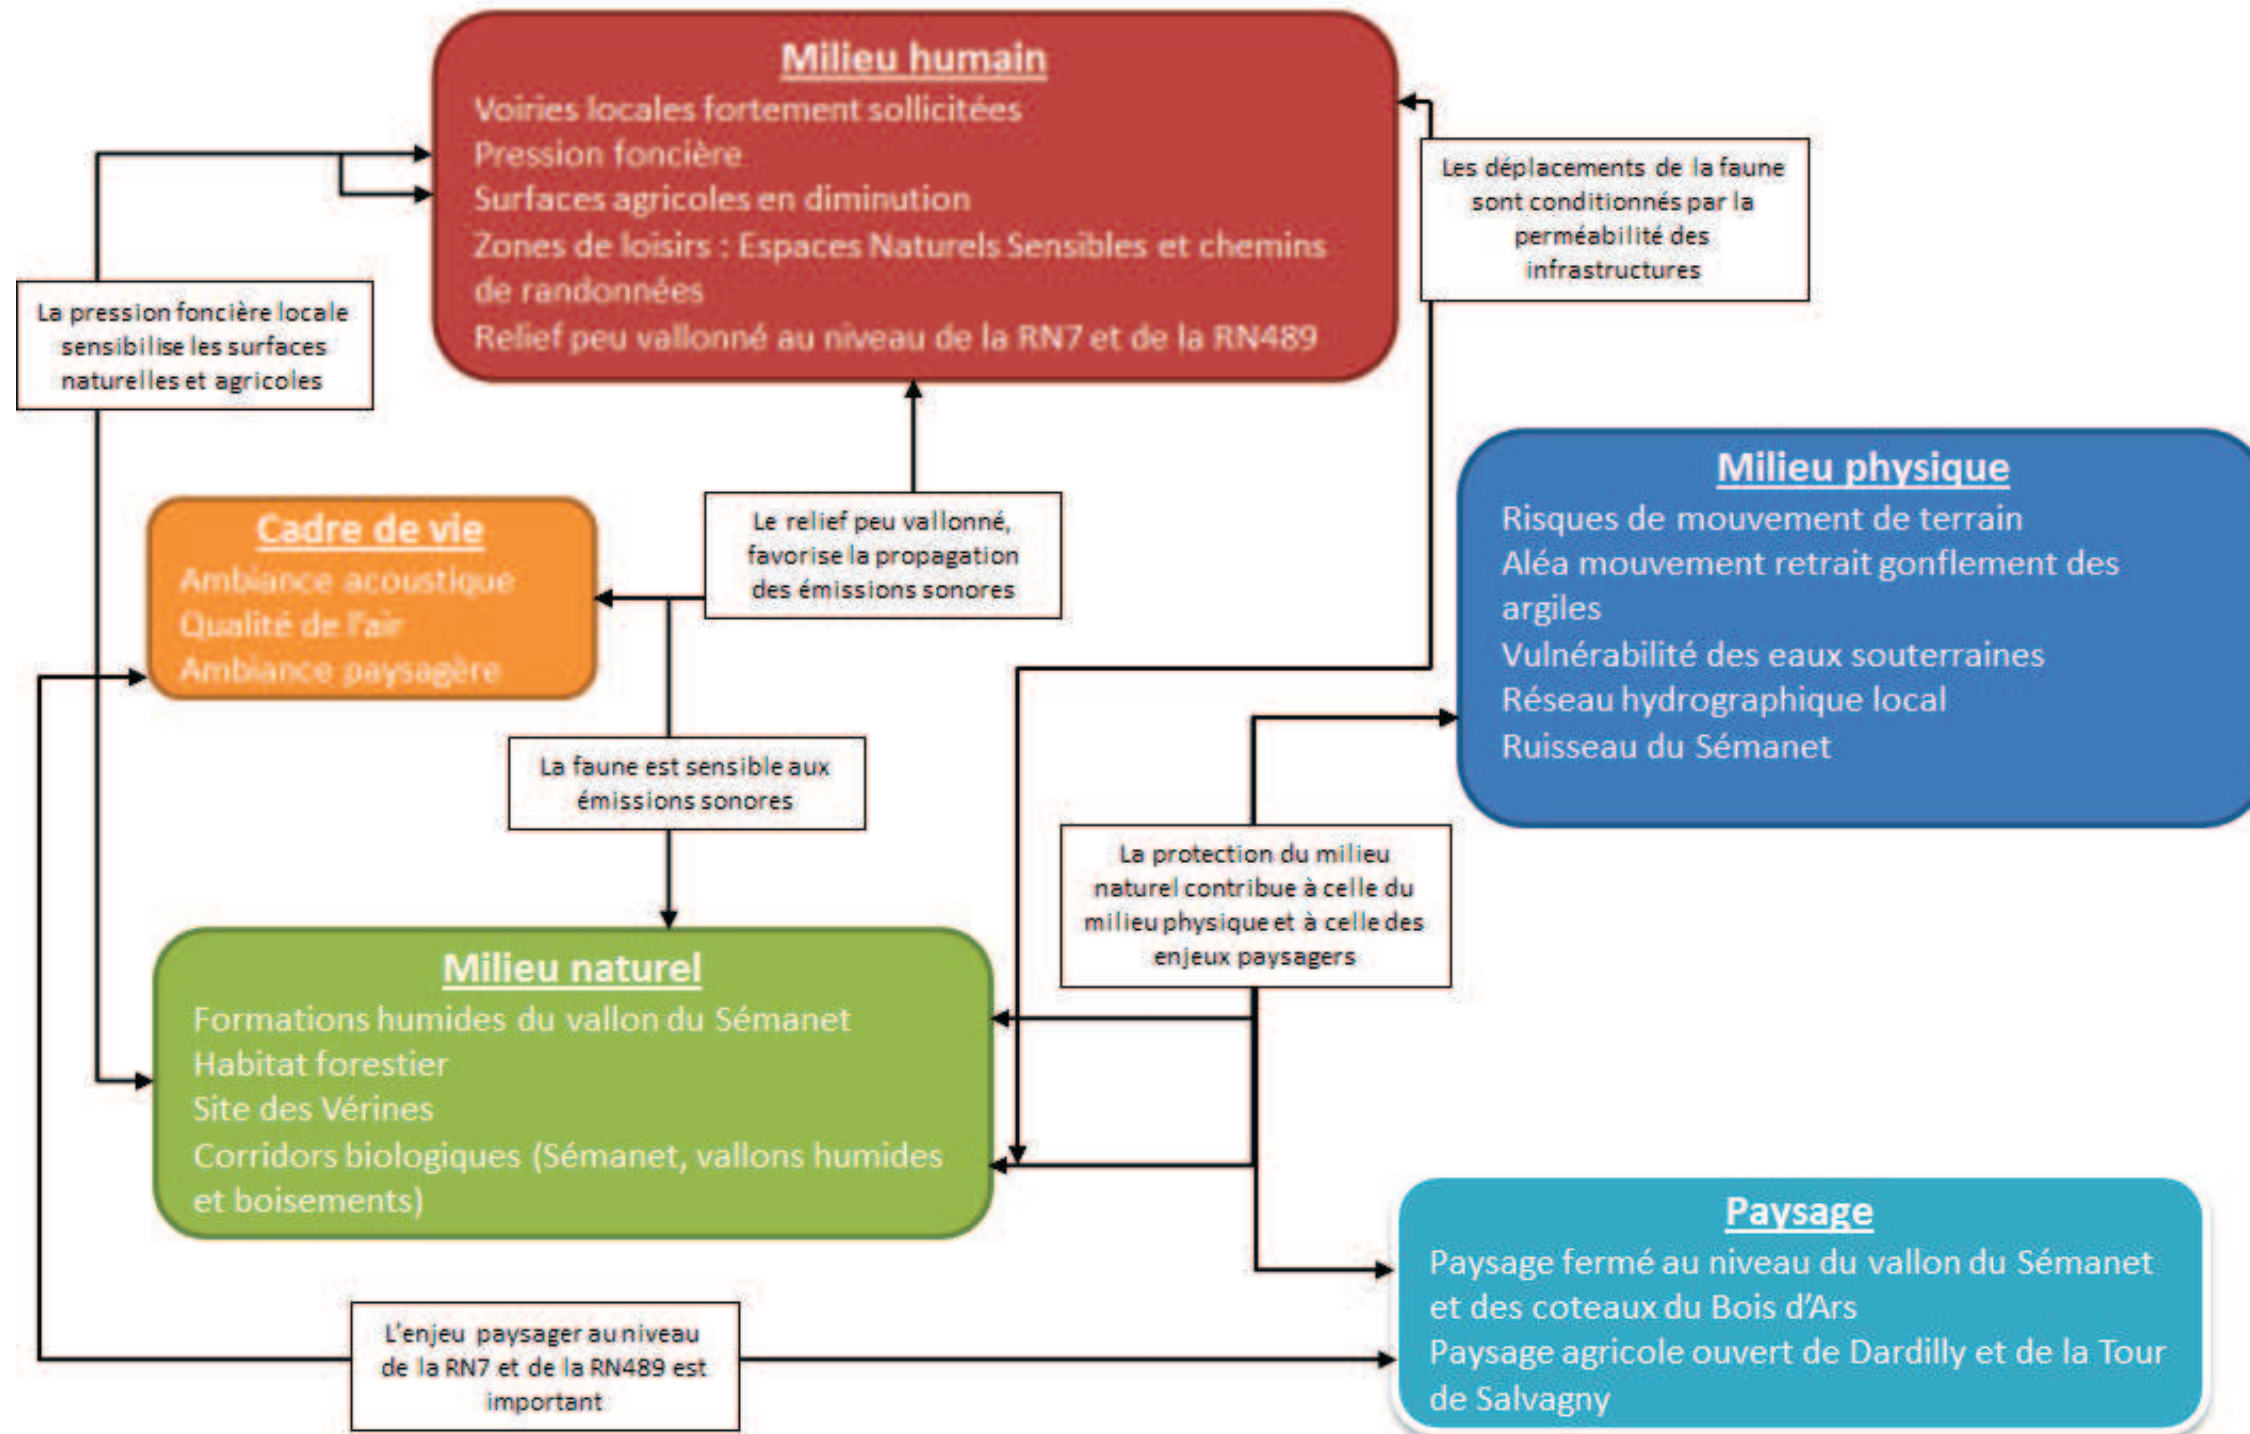 Milieu humain
Voiries locales fortement sollicitées
Pression foncière
Surfaces agricoles en diminution
Zones de loisirs : Espaces Naturels Sensibles et chemins
de randonnées
Relief peu vallonné au niveau de la RN7 et de la RN489
Les déplacements de la faune
sont conditionnés par la
perméabilité des
infrastructures
La pression foncière locale
sensibilise les surfaces
naturelles et agricoles
Milieu physique
Risques de mouvement de terrain
Aléa mouvement retrait gonflement des
argiles
Vulnérabilité des eaux souterraines
Réseau hydrographique local
Ruisseau du Sémanet
Cadre de vie
Ambiance acoustique
Qualité de l'air
Ambiance paysagère
Le relief peu vallonné,
favorise la propagation
des émissions sonores
La faune est sensible aux
émissions sonores
La protection du milieu
naturel contribue à celle du
milieu physique et à celle des
enjeux paysagers
Milieu naturel
Formations humides du vallon du Sémanet
Habitat forestier
Site des Vérines
Corridors biologiques (Sémanet, vallons humides
et boisements)
Paysage
Paysage fermé au niveau du vallon du Sémanet
et des coteaux du Bois d'Ars
Paysage agricole ouvert de Dardilly et de la Tour
de Salvagny
L'enjeu paysager au niveau
de la RN7 et de la RN489 est
important